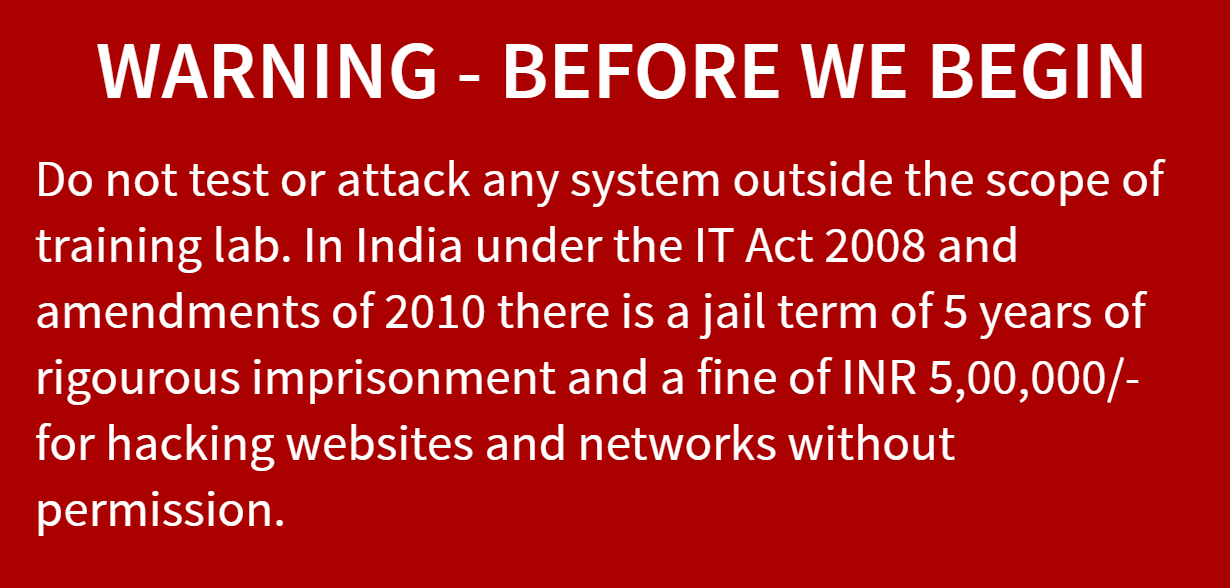 WARNING - BEFORE WE BEGIN
Do not test or attack any system outside the scope of
training lab. In India under the IT Act 2008 and
amendments of 2010 there is a jail term of 5 years of
rigourous imprisonment and a fine of INR 5,00,000/-
for hacking websites and networks without
permission.